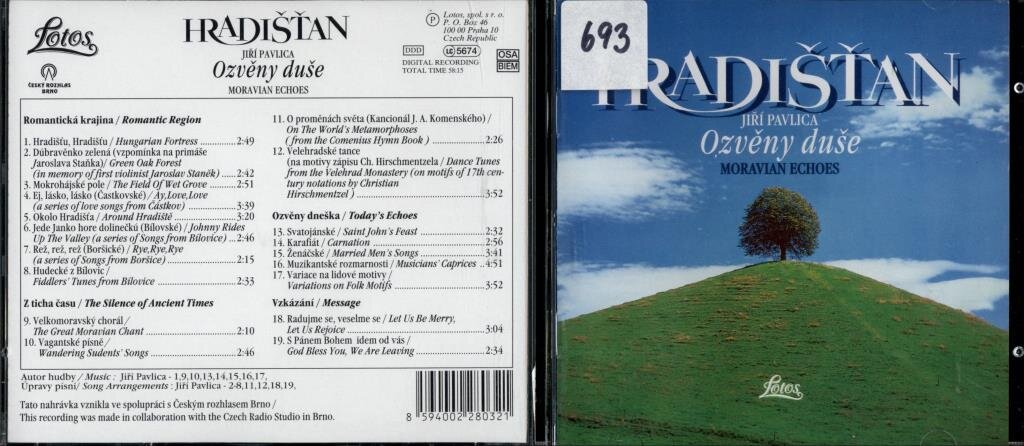 Lotos
ČESKÝ ROZHLAS
BRNO
HRADIŠŤAN
JIŘÍ PAVLICA
Ozvěny duše
MORAVIAN ECHOES
P Lotos, spol. s r. o.
P. O. Box 46
100 00 Praha 10
Czech Republic
DDD
LC 5674
DIGITAL RECORDING
TOTAL TIME 58:15
OSA
BIEM
Romantická krajina / Romantic Region
1. Hradišťu, Hradišťu / Hungarian Fortress 2:49
2. Dúbravěnko zelená (vzpomínka na primáše
Jaroslava Staňka) / Green Oak Forest
(in memory of first violinist Jaroslav Staněk) 2:42
3. Mokrohájské pole / The Field Of Wet Grove 2:51
4. Ej, lásko, lásko (Částkovské) / Ay, Love, Love
(a series of love songs from Částkov) 3:39
5. Okolo Hradišťa / Around Hradiště 3:20
6. Jede Janko hore dolinečkú (Bílovské) / Johnny Rides
Up The Valley (a series of Songs from Bílovice) 2:46
7. Rež, rež, rež (Boršické) / Rye, Rye, Rye
(a series of Songs from Boršice) 2:15
8. Hudecké z Bílovic /
Fiddlers' Tunes from Bílovice 2:33
Z ticha času / The Silence of Ancient Times
9. Velkomoravský chorál /
The Great Moravian Chant 2:10
10. Vagantské písně /
Wandering Sudents' Songs 2:46
11. O proměnách světa (Kancionál J. A. Komenského) /
On The World's Metamorphoses
( from the Comenius Hymn Book ) 2:26
12. Velehradské tance
(na motivy zápisu Ch. Hirschmentzela / Dance Tunes
from the Velehrad Monastery (on motifs of 17th cen-
tury notations by Christian
Hirschmentzel ) 3:52
Ozvěny dneška / Today's Echoes
13. Svatojánské / Saint John's Feast 2:32
14. Karafiát / Carnation 2:56
15. Ženáčské / Married Men's Songs 3:41
16. Muzikantské rozmarnosti / Musicians' Caprices 4:51
17. Variace na lidové motivy /
Variations on Folk Motifs 3:52
Vzkázání / Message
18. Radujme se, veselme se / Let Us Be Merry,
Let Us Rejoice 3:04
19. S Pánem Bohem idem od vás /
God Bless You, We Are Leaving 2:34
Autor hudby / Music : Jiří Pavlica - 1,9,10,13,14,15,16,17,
Úpravy písní/ Song Arrangements : Jiří Pavlica - 2-8,11,12,18,19,
Tato nahrávka vznikla ve spolupráci s Českým rozhlasem Brno /
This recording was made in collaboration with the Czech Radio Studio in Brno.
8 594002 280321
693
HRADIŠŤAN
JIŘÍ PAVLICA
Ozvěny duše
MORAVIAN ECHOES
Lotos